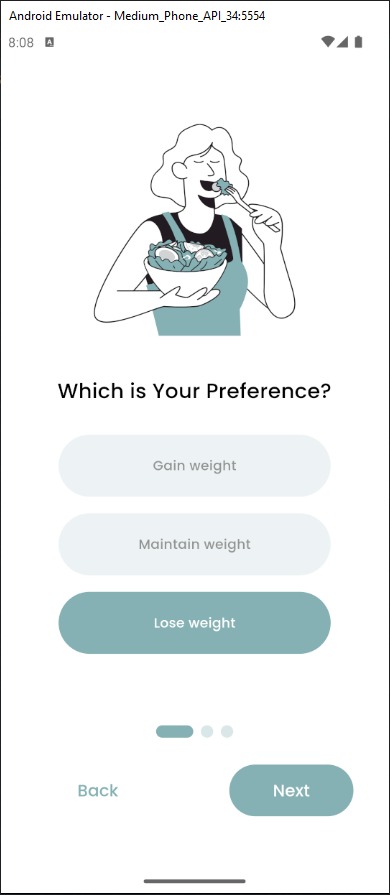 Android Emulator - Medium_Phone_API_34:5554
8:08 A
Which is Your Preference?
Gain weight
Maintain weight
Lose weight
Back Next